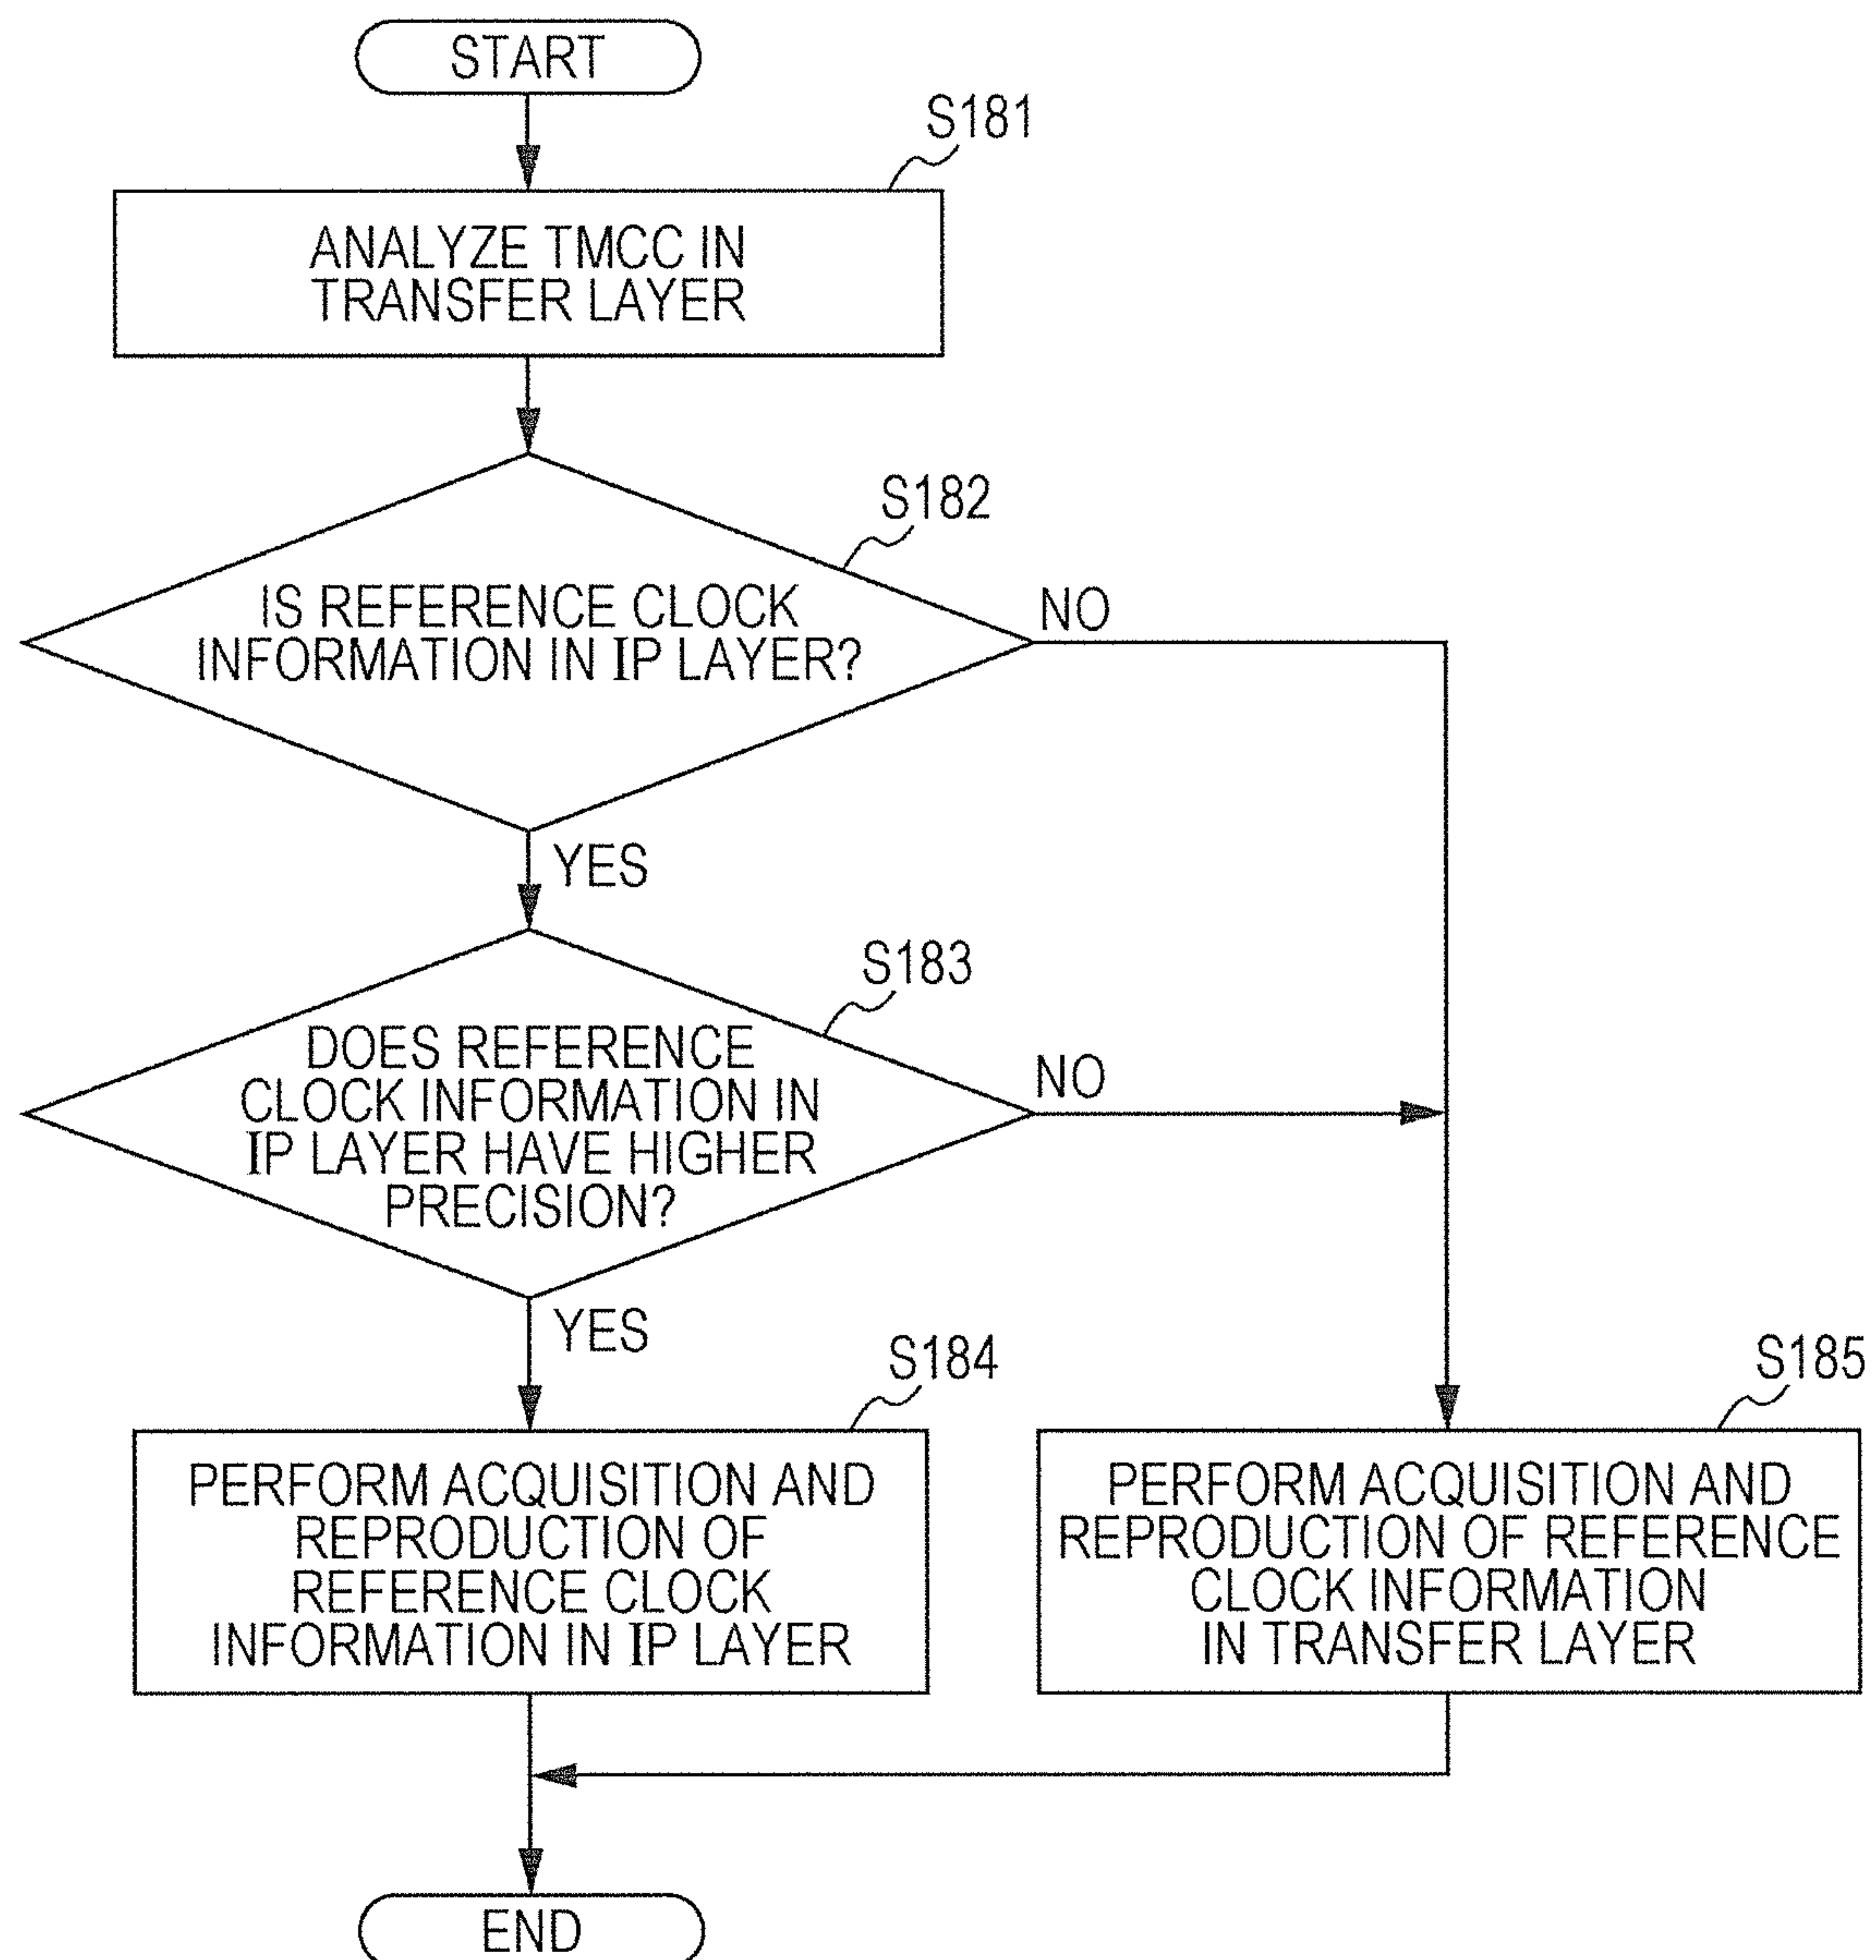 START
S181
ANALYZE TMCC IN
TRANSFER LAYER
S182
IS REFERENCE CLOCK
INFORMATION IN IP LAYER?
NO
YES
S183
DOES REFERENCE
CLOCK INFORMATION IN
IP LAYER HAVE HIGHER
PRECISION?
NO
YES
S184
PERFORM ACQUISITION AND
REPRODUCTION OF
REFERENCE CLOCK
INFORMATION IN IP LAYER
S185
PERFORM ACQUISITION AND
REPRODUCTION OF REFERENCE
CLOCK INFORMATION
IN TRANSFER LAYER
END